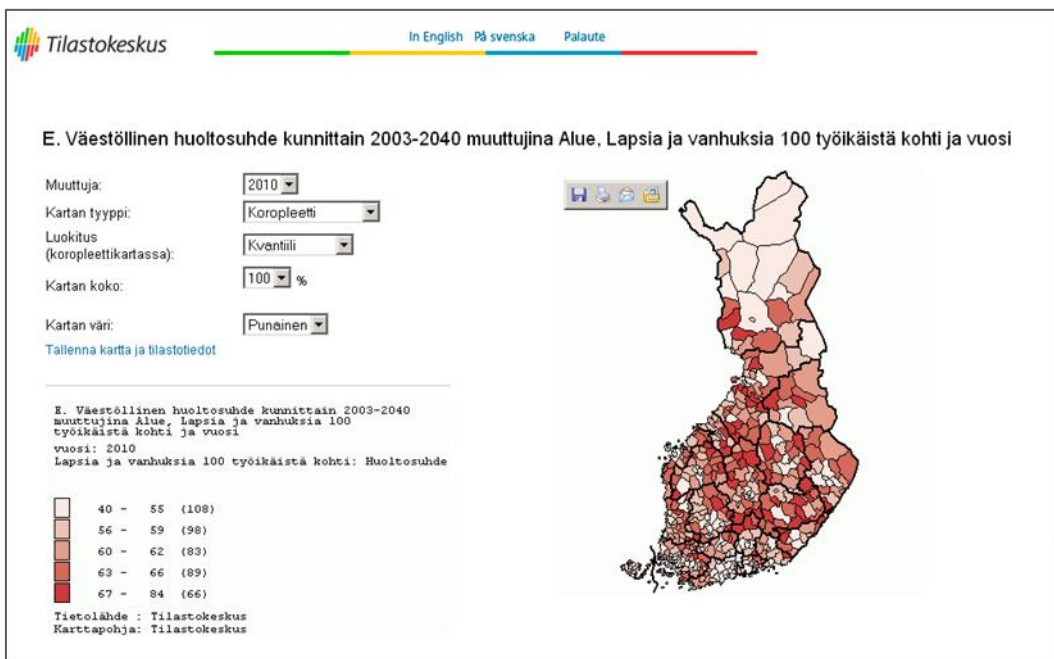 Tilastokeskus
In English På svenska Palaute
E. Väestöllinen huoltosuhde kunnittain 2003-2040 muuttujina Alue, Lapsia ja vanhuksia 100 työikäistä kohti ja vuosi
Muuttuja: 2010
Kartan tyyppi: Koropleetti
Luokitus
(koropleettikartassa): Kvantiili
Kartan koko: 100 %
Kartan väri: Punainen
Tallenna kartta ja tilastotiedot
E. Väestöllinen huoltosuhde kunnittain 2003-2040
muuttujina Alue, Lapsia ja vanhuksia 100
työikäistä kohti ja vuosi
vuosi: 2010
Lapsia ja vanhuksia 100 työikäistä kohti: Huoltosuhde
40 - 55 (108)
56 - 59 (98)
60 - 62 (83)
63 - 66 (89)
67 - 84 (66)
Tietolähde : Tilastokeskus
Karttapohja: Tilastokeskus